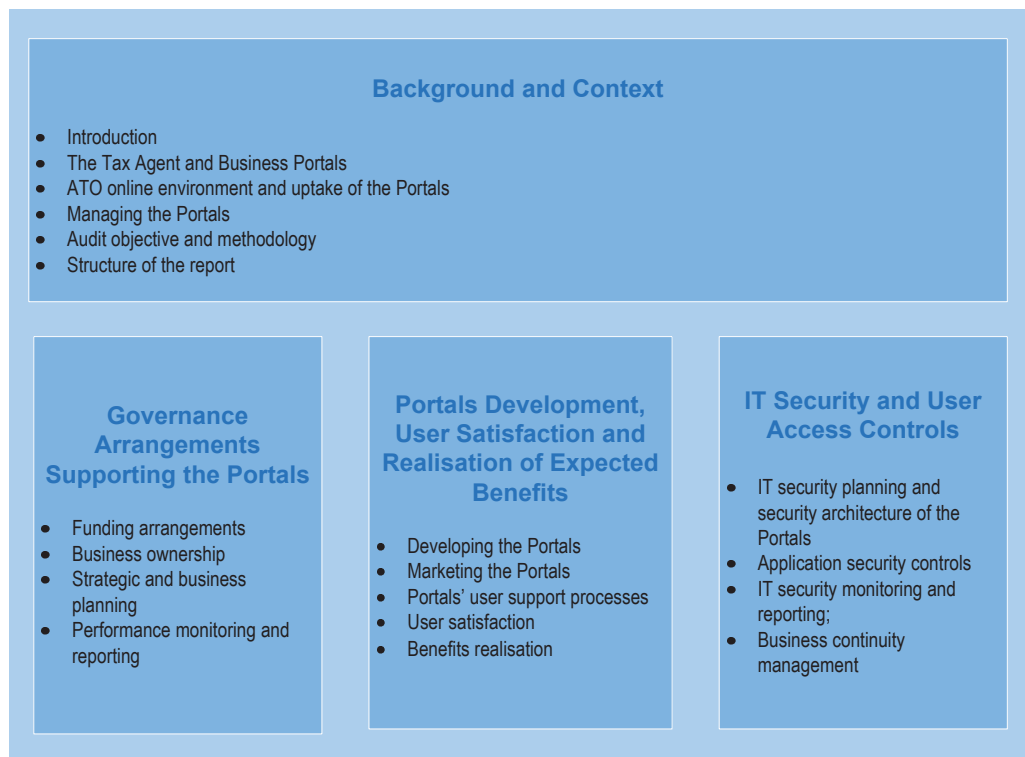 Background and Context
● Introduction
● The Tax Agent and Business Portals
● ATO online environment and uptake of the Portals
● Managing the Portals
● Audit objective and methodology
● Structure of the report
Governance
Arrangements
Supporting the Portals
● Funding arrangements
● Business ownership
● Strategic and business
planning
● Performance monitoring and
reporting
Portals Development,
User Satisfaction and
Realisation of Expected
Benefits
● Developing the Portals
● Marketing the Portals
● Portals’ user support processes
● User satisfaction
● Benefits realisation
IT Security and User
Access Controls
● IT security planning and
security architecture of the
Portals
● Application security controls
● IT security monitoring and
reporting;
● Business continuity
management